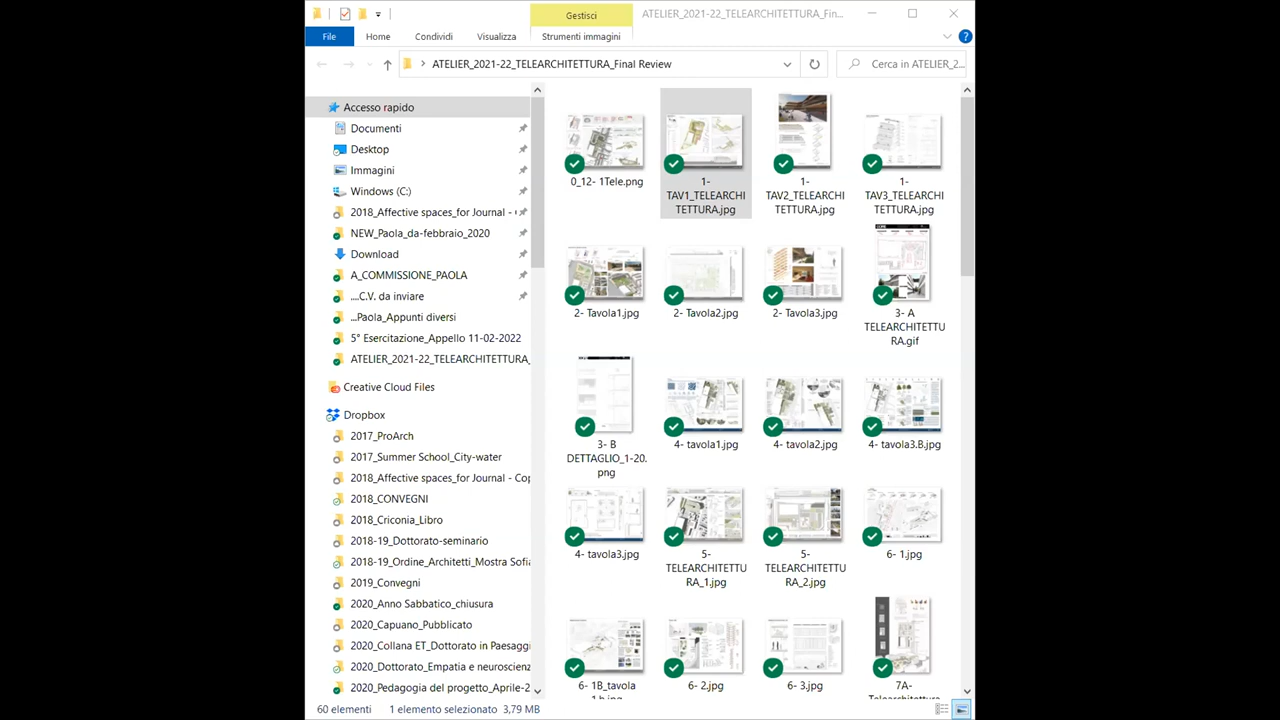 Gestisci
ATELIER_2021-22_TELEARCHITETTURA_Fin...
File
Home
Condividi
Visualizza
Strumenti immagini
ATELIER_2021-22_TELEARCHITETTURA_Final Review
Cerca in ATELIER_2...
Accesso rapido
Documenti
Desktop
Immagini
Windows (C:)
2018_Affective spaces_for Journal -
NEW_Paola_da-febbraio_2020
Download
A_COMMISSIONE_PAOLA
....C.V. da inviare
...Paola_Appunti diversi
5° Esercitazione_Appello 11-02-2022
ATELIER_2021-22_TELEARCHITETTURA_
Creative Cloud Files
Dropbox
2017_ProArch
2017_Summer School_City-water
2018_Affective spaces_for Journal - Cop
2018_CONVEGNI
2018_Criconia_Libro
2018-19_Dottorato-seminario
2018-19_Ordine_Architetti_Mostra Sofia
2019_Convegni
2020_Anno Sabbatico_chiusura
2020_Capuano_Pubblicato
2020_Collana ET_Dottorato in Paesaggi
2020_Dottorato_Empatia e neuroscienz
2020_Pedagogia del progetto_Aprile-2
0_12- 1Tele.png
1-
TAV1_TELEARCHI
TETTURA.jpg
1-
TAV2_TELEARCHI
TETTURA.jpg
1-
TAV3_TELEARCHI
TETTURA.jpg
2- Tavola1.jpg
2- Tavola2.jpg
2- Tavola3.jpg
3- A
TELEARCHITETTU
RA.gif
3- B
DETTAGLIO_1-20.
png
4- tavola1.jpg
4- tavola2.jpg
4- tavola3.B.jpg
4- tavola3.jpg
5-
TELEARCHITETTU
RA_1.jpg
5-
TELEARCHITETTU
RA_2.jpg
6- 1.jpg
6- 1B_tavola
6- 2.jpg
6- 3.jpg
7A-
Telearchitettura
60 elementi
1 elemento selezionato 3,79 MB